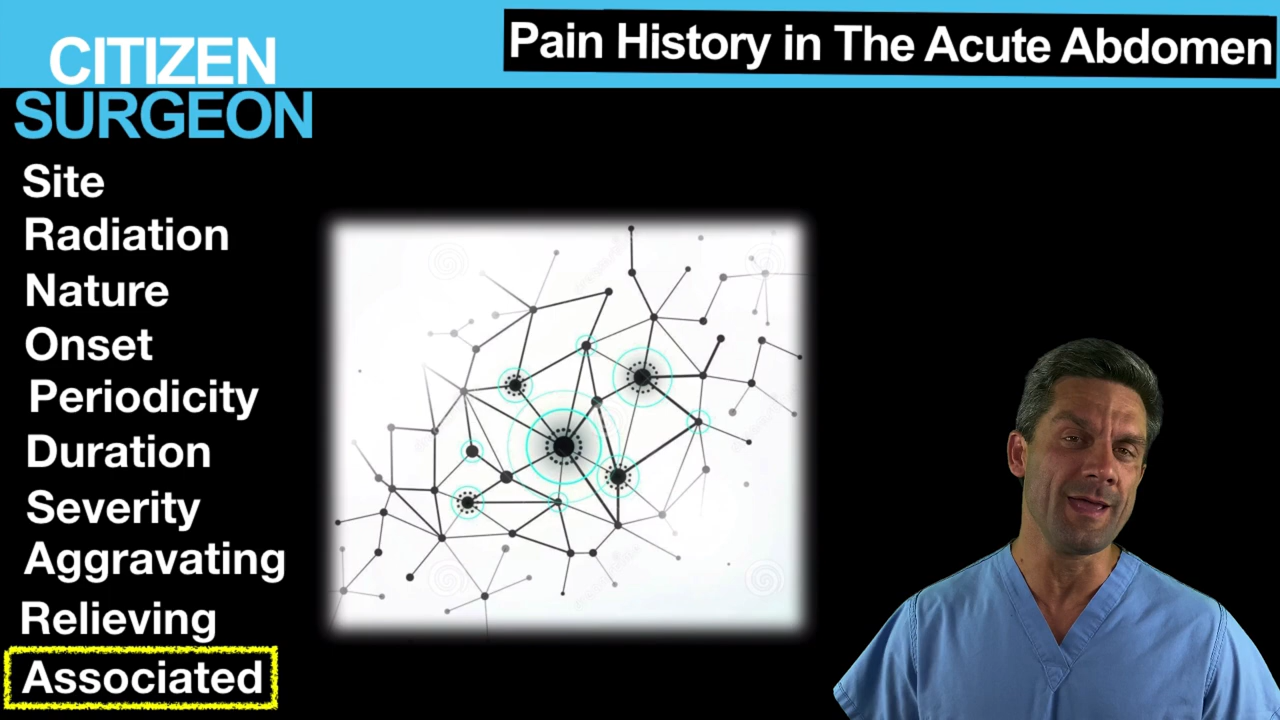 CITIZEN
SURGEON
Pain History in The Acute Abdomen
Site
Radiation
Nature
Onset
Periodicity
Duration
Severity
Aggravating
Relieving
Associated